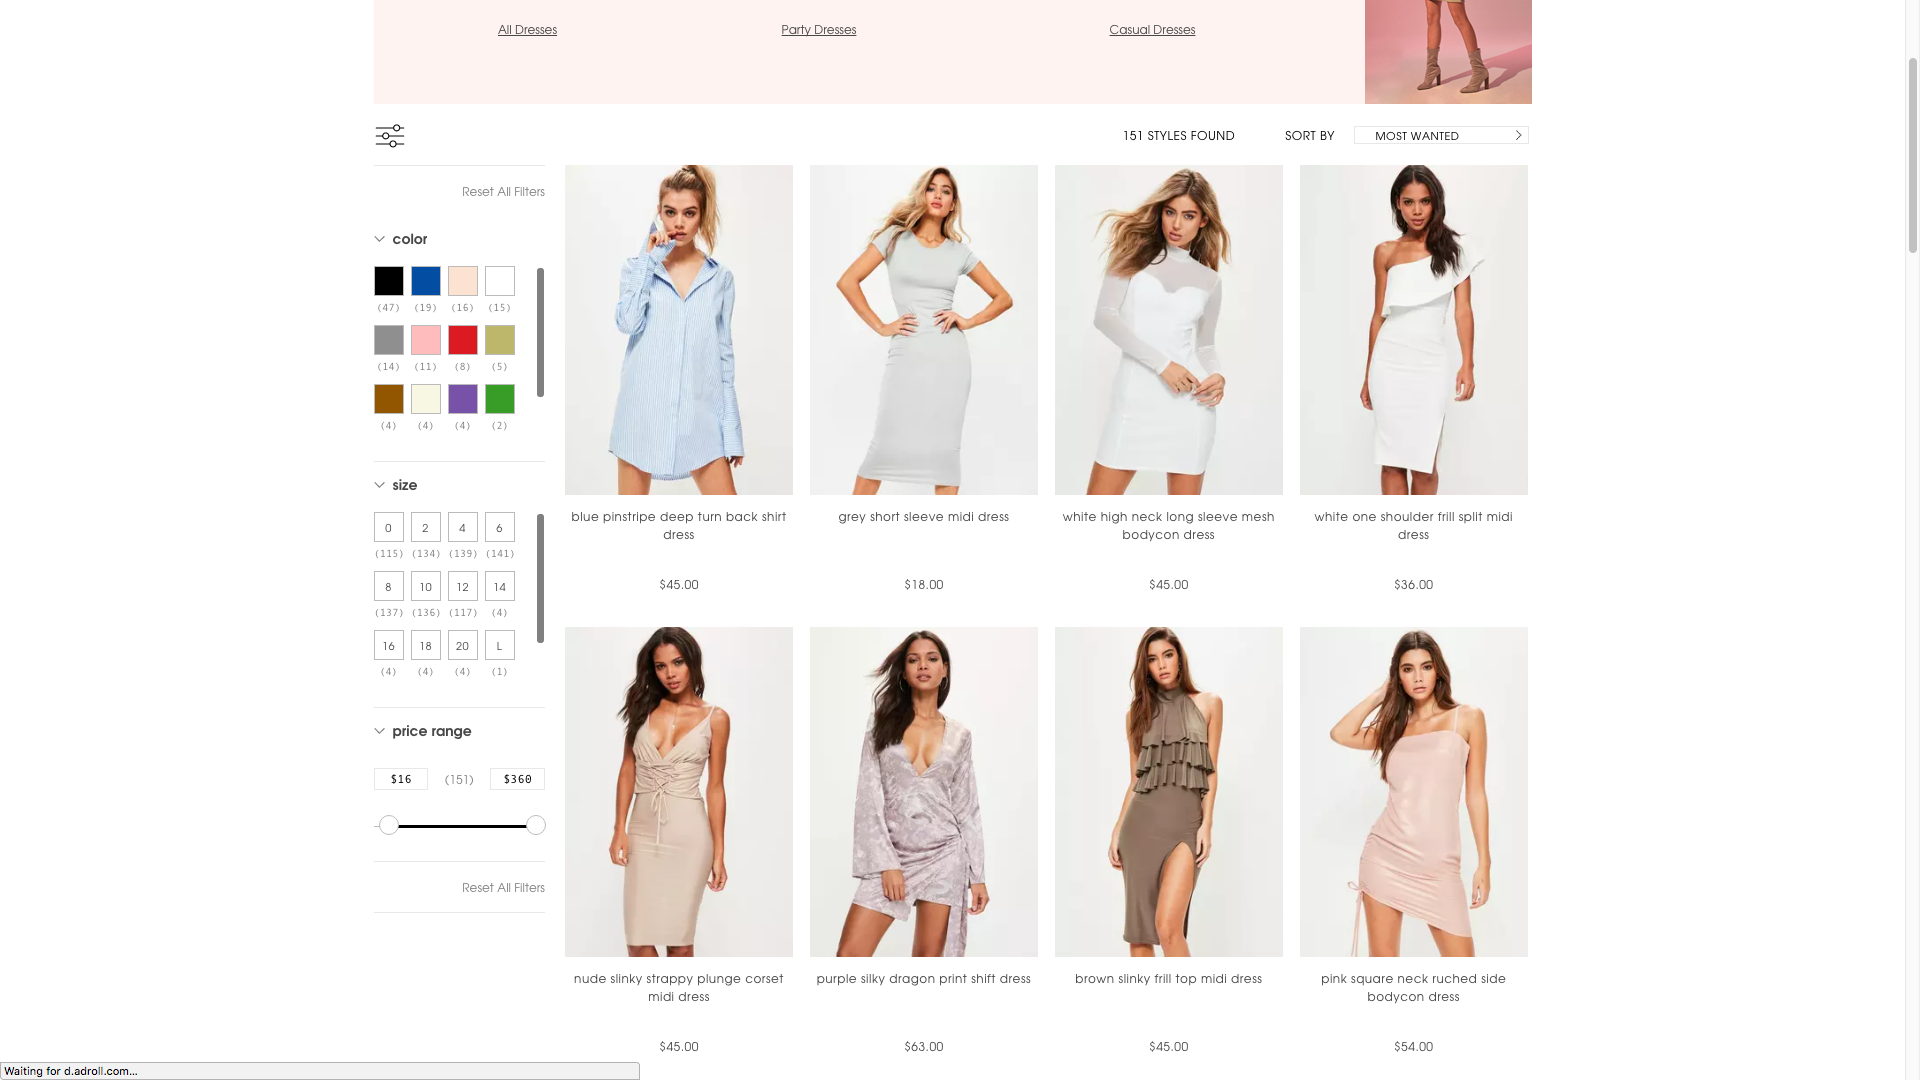 All Dresses
Party Dresses
Casual Dresses
151 STYLES FOUND
SORT BY
MOST WANTED
Reset All Filters
color
(47) (19) (16) (15)
(14) (11) (8) (5)
(4) (4) (4) (2)
size
0 2 4 6
(115) (134) (139) (141)
8 10 12 14
(137) (136) (117) (4)
16 18 20 L
(4) (4) (4) (1)
price range
$16 (151) $360
Reset All Filters
blue pinstripe deep turn back shirt
dress
$45.00
grey short sleeve midi dress
$18.00
white high neck long sleeve mesh
bodycon dress
$45.00
white one shoulder frill split midi
dress
$36.00
nude slinky strappy plunge corset
midi dress
$45.00
purple silky dragon print shift dress
$63.00
brown slinky frill top midi dress
$45.00
pink square neck ruched side
bodycon dress
$54.00
Waiting for d.adroll.com...